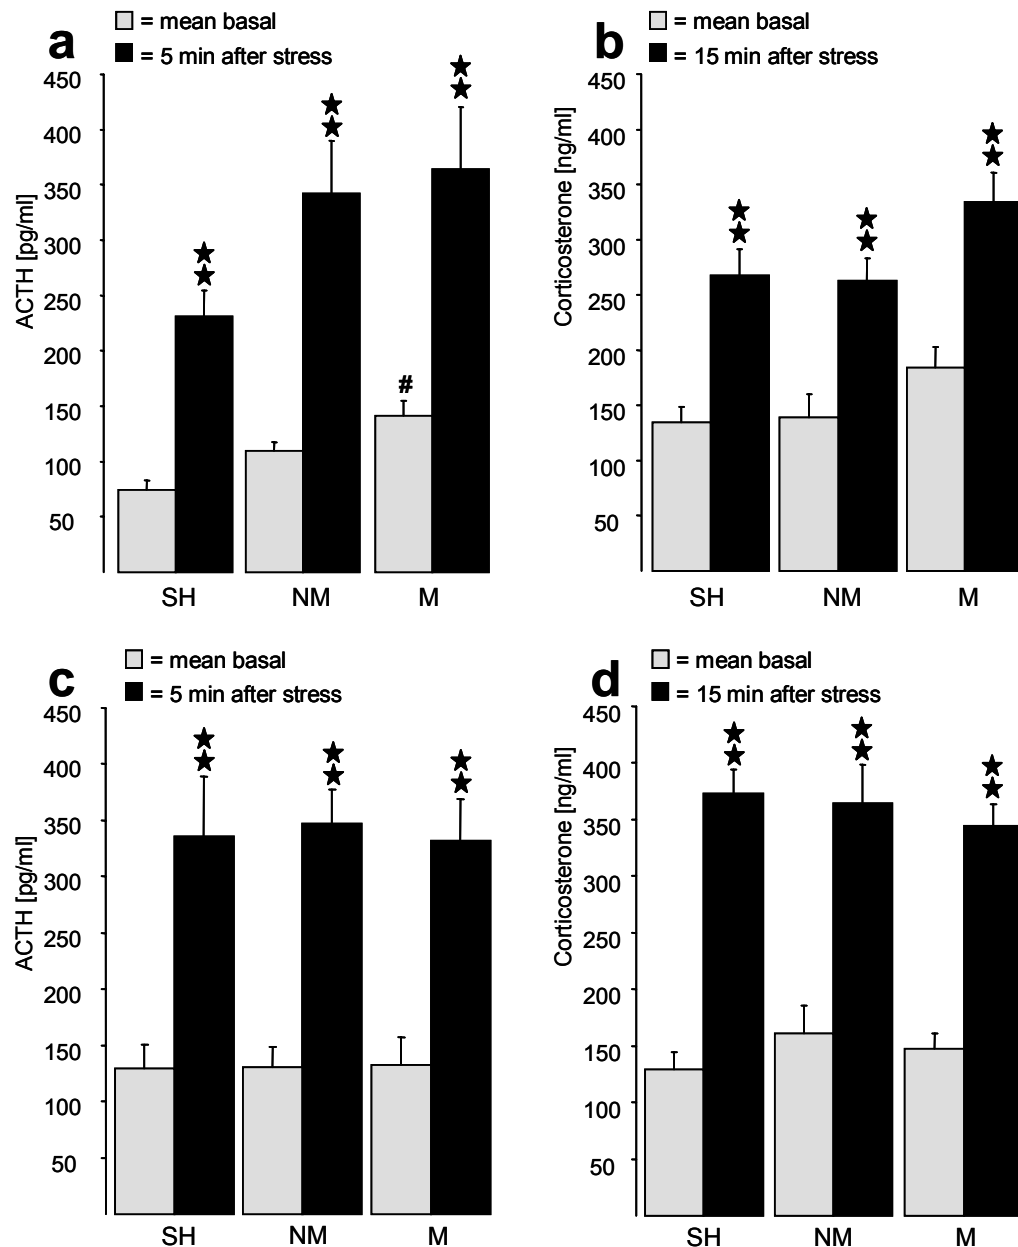 a
= mean basal
= 5 min after stress
450
400
350
300
250
200
150
100
50
ACTH [pg/ml]
★★
★★
★★
#
SH NM M
b
= mean basal
= 15 min after stress
450
400
350
300
250
200
150
100
50
Corticosterone [ng/ml]
★★
★★
★★
SH NM M
c
= mean basal
= 5 min after stress
450
400
350
300
250
200
150
100
50
ACTH [pg/ml]
★★
★★
★★
SH NM M
d
= mean basal
= 15 min after stress
450
400
350
300
250
200
150
100
50
Corticosterone [ng/ml]
★★
★★
★★
SH NM M